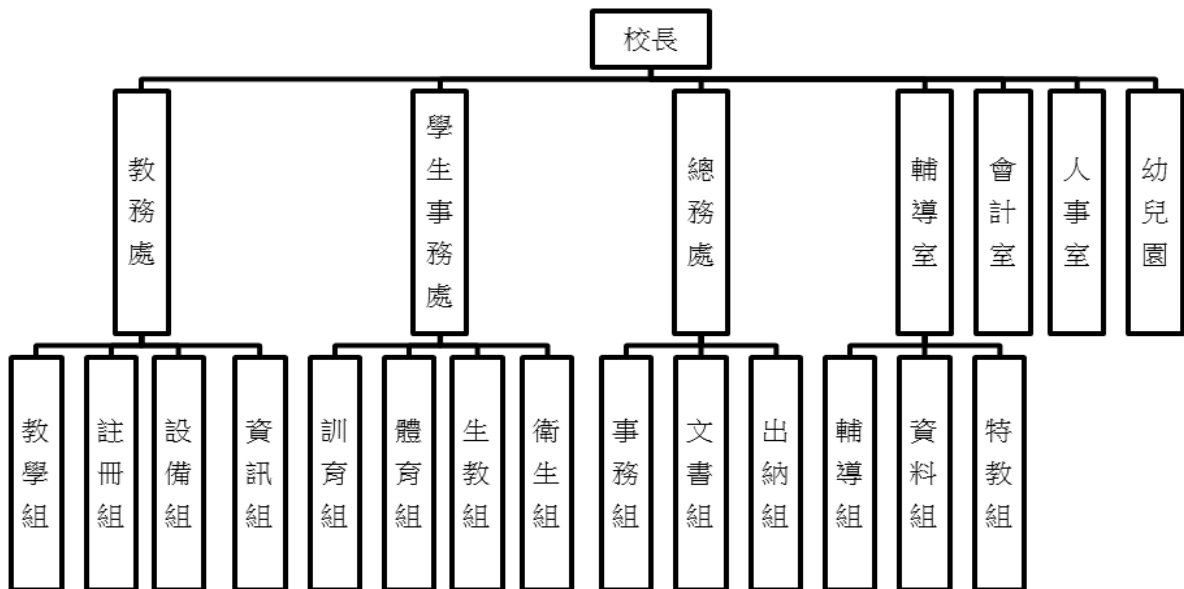 校長
教務處
學生事務處
總務處
輔導室
會計室
人事室
幼兒園
教學組
註冊組
設備組
資訊組
訓育組
體育組
生教組
衛生組
事務組
文書組
出納組
輔導組
資料組
特教組